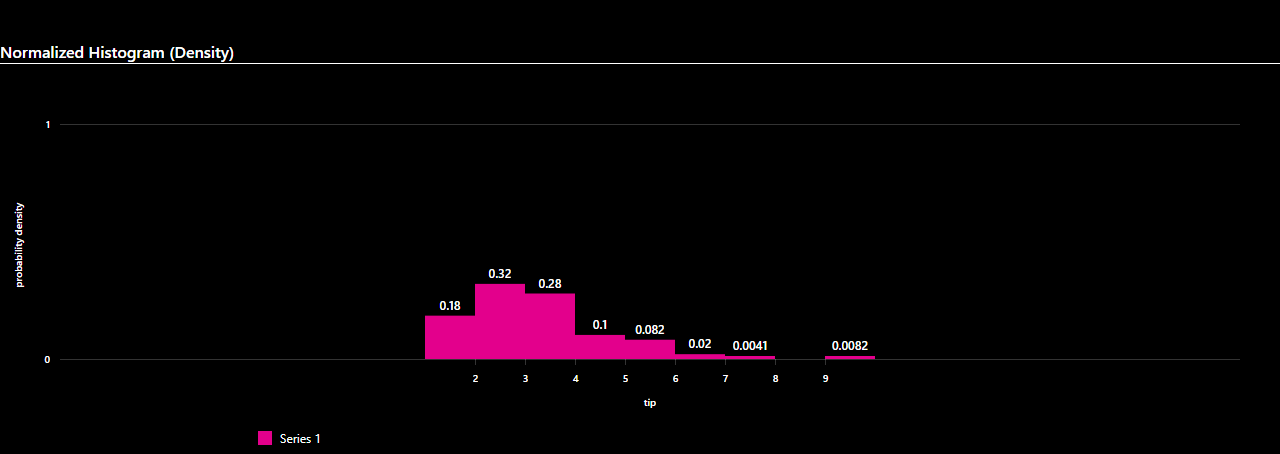 Normalized Histogram (Density)
1
probability density
0.32
0.28
0.18
0.1
0.082
0.02
0.0041
0.0082
0
2 3 4 5 6 7 8 9
tip
Series 1